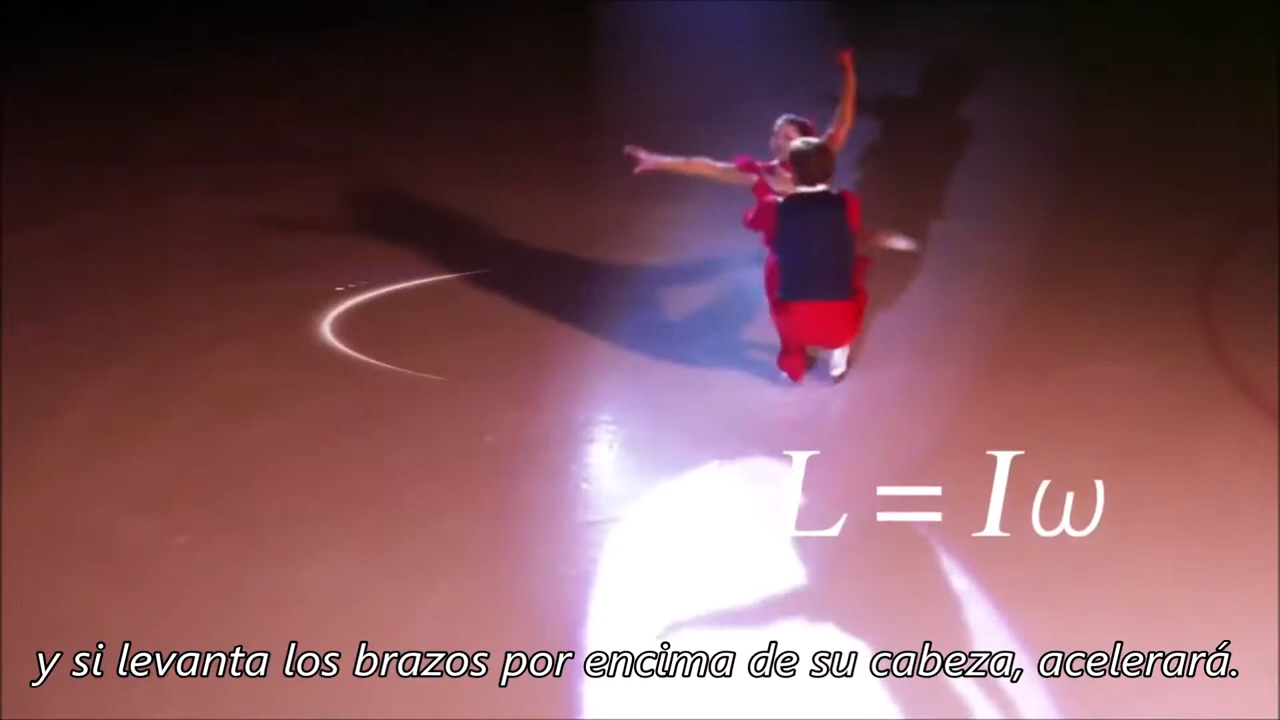 L = Iω
y si levanta los brazos por encima de su cabeza, acelerará.